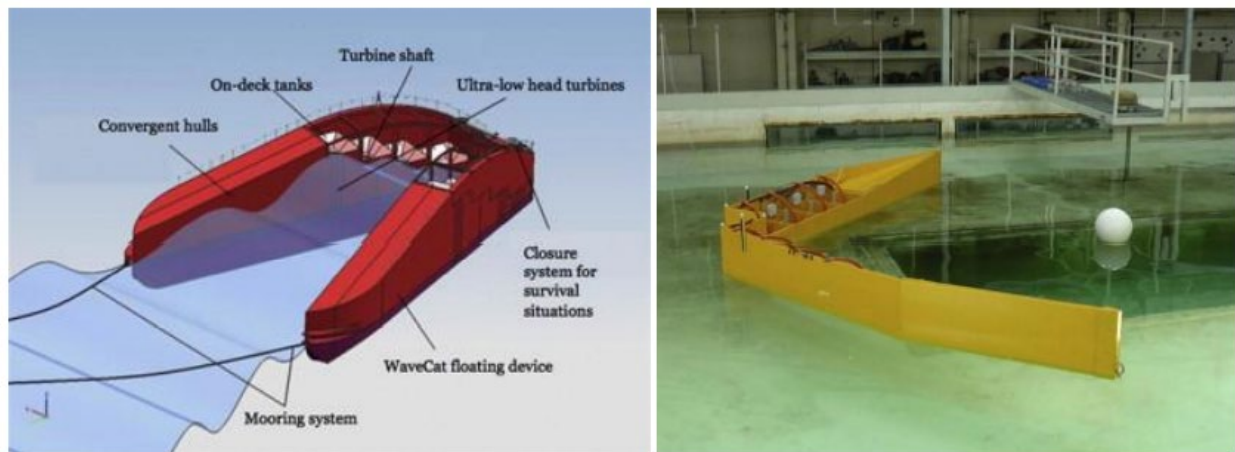 Turbine shaft
On-deck tanks
Ultra-low head turbines
Convergent hulls
Closure
system for
survival
situations
WaveCat floating device
Mooring system